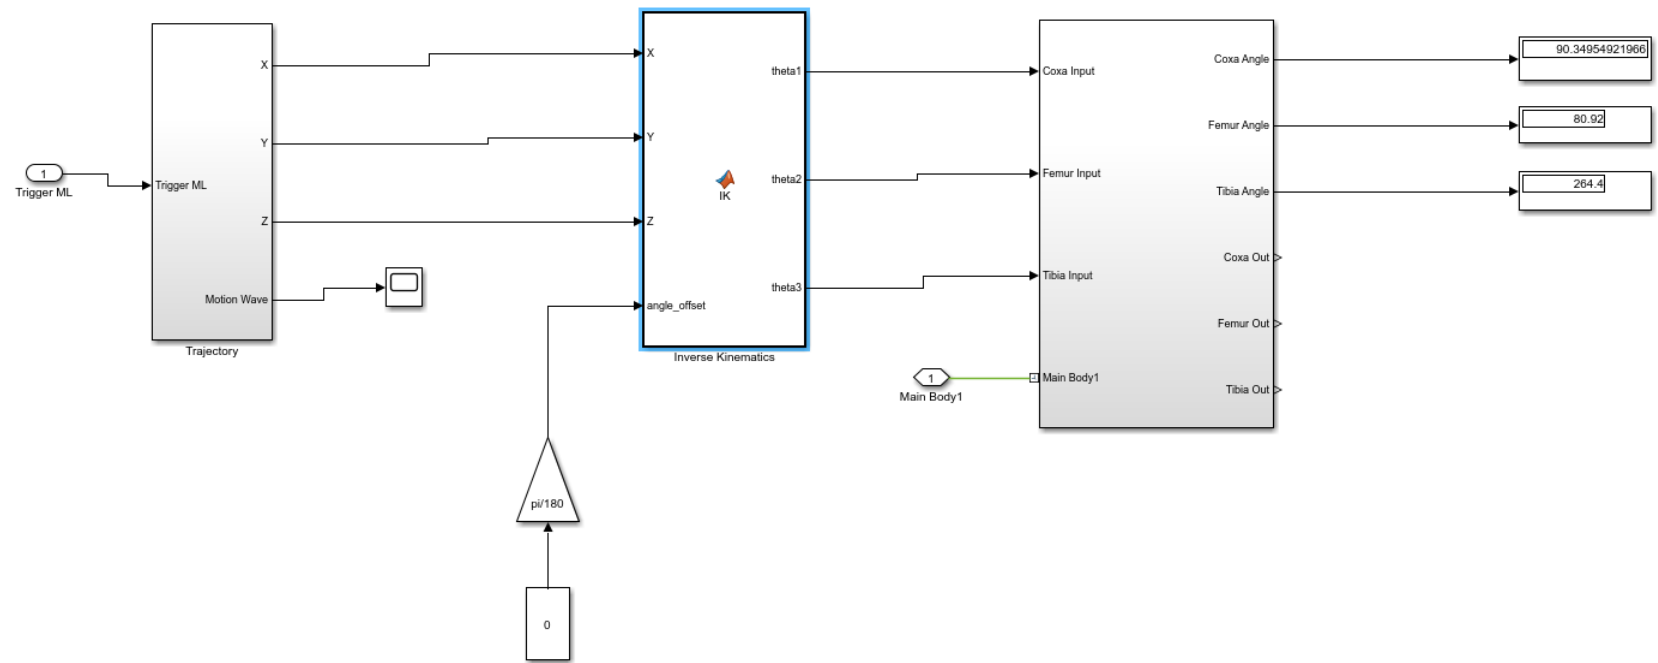 1
Trigger ML
Trigger ML
X
Y
Z
Motion Wave
Trajectory
X
Y
Z
angle_offset
IK
theta1
theta2
theta3
Inverse Kinematics
pi/180
0
1
Main Body1
Coxa Input
Femur Input
Tibia Input
Main Body1
Coxa Angle
Femur Angle
Tibia Angle
Coxa Out
Femur Out
Tibia Out
90.34954921966
80.92
264.4